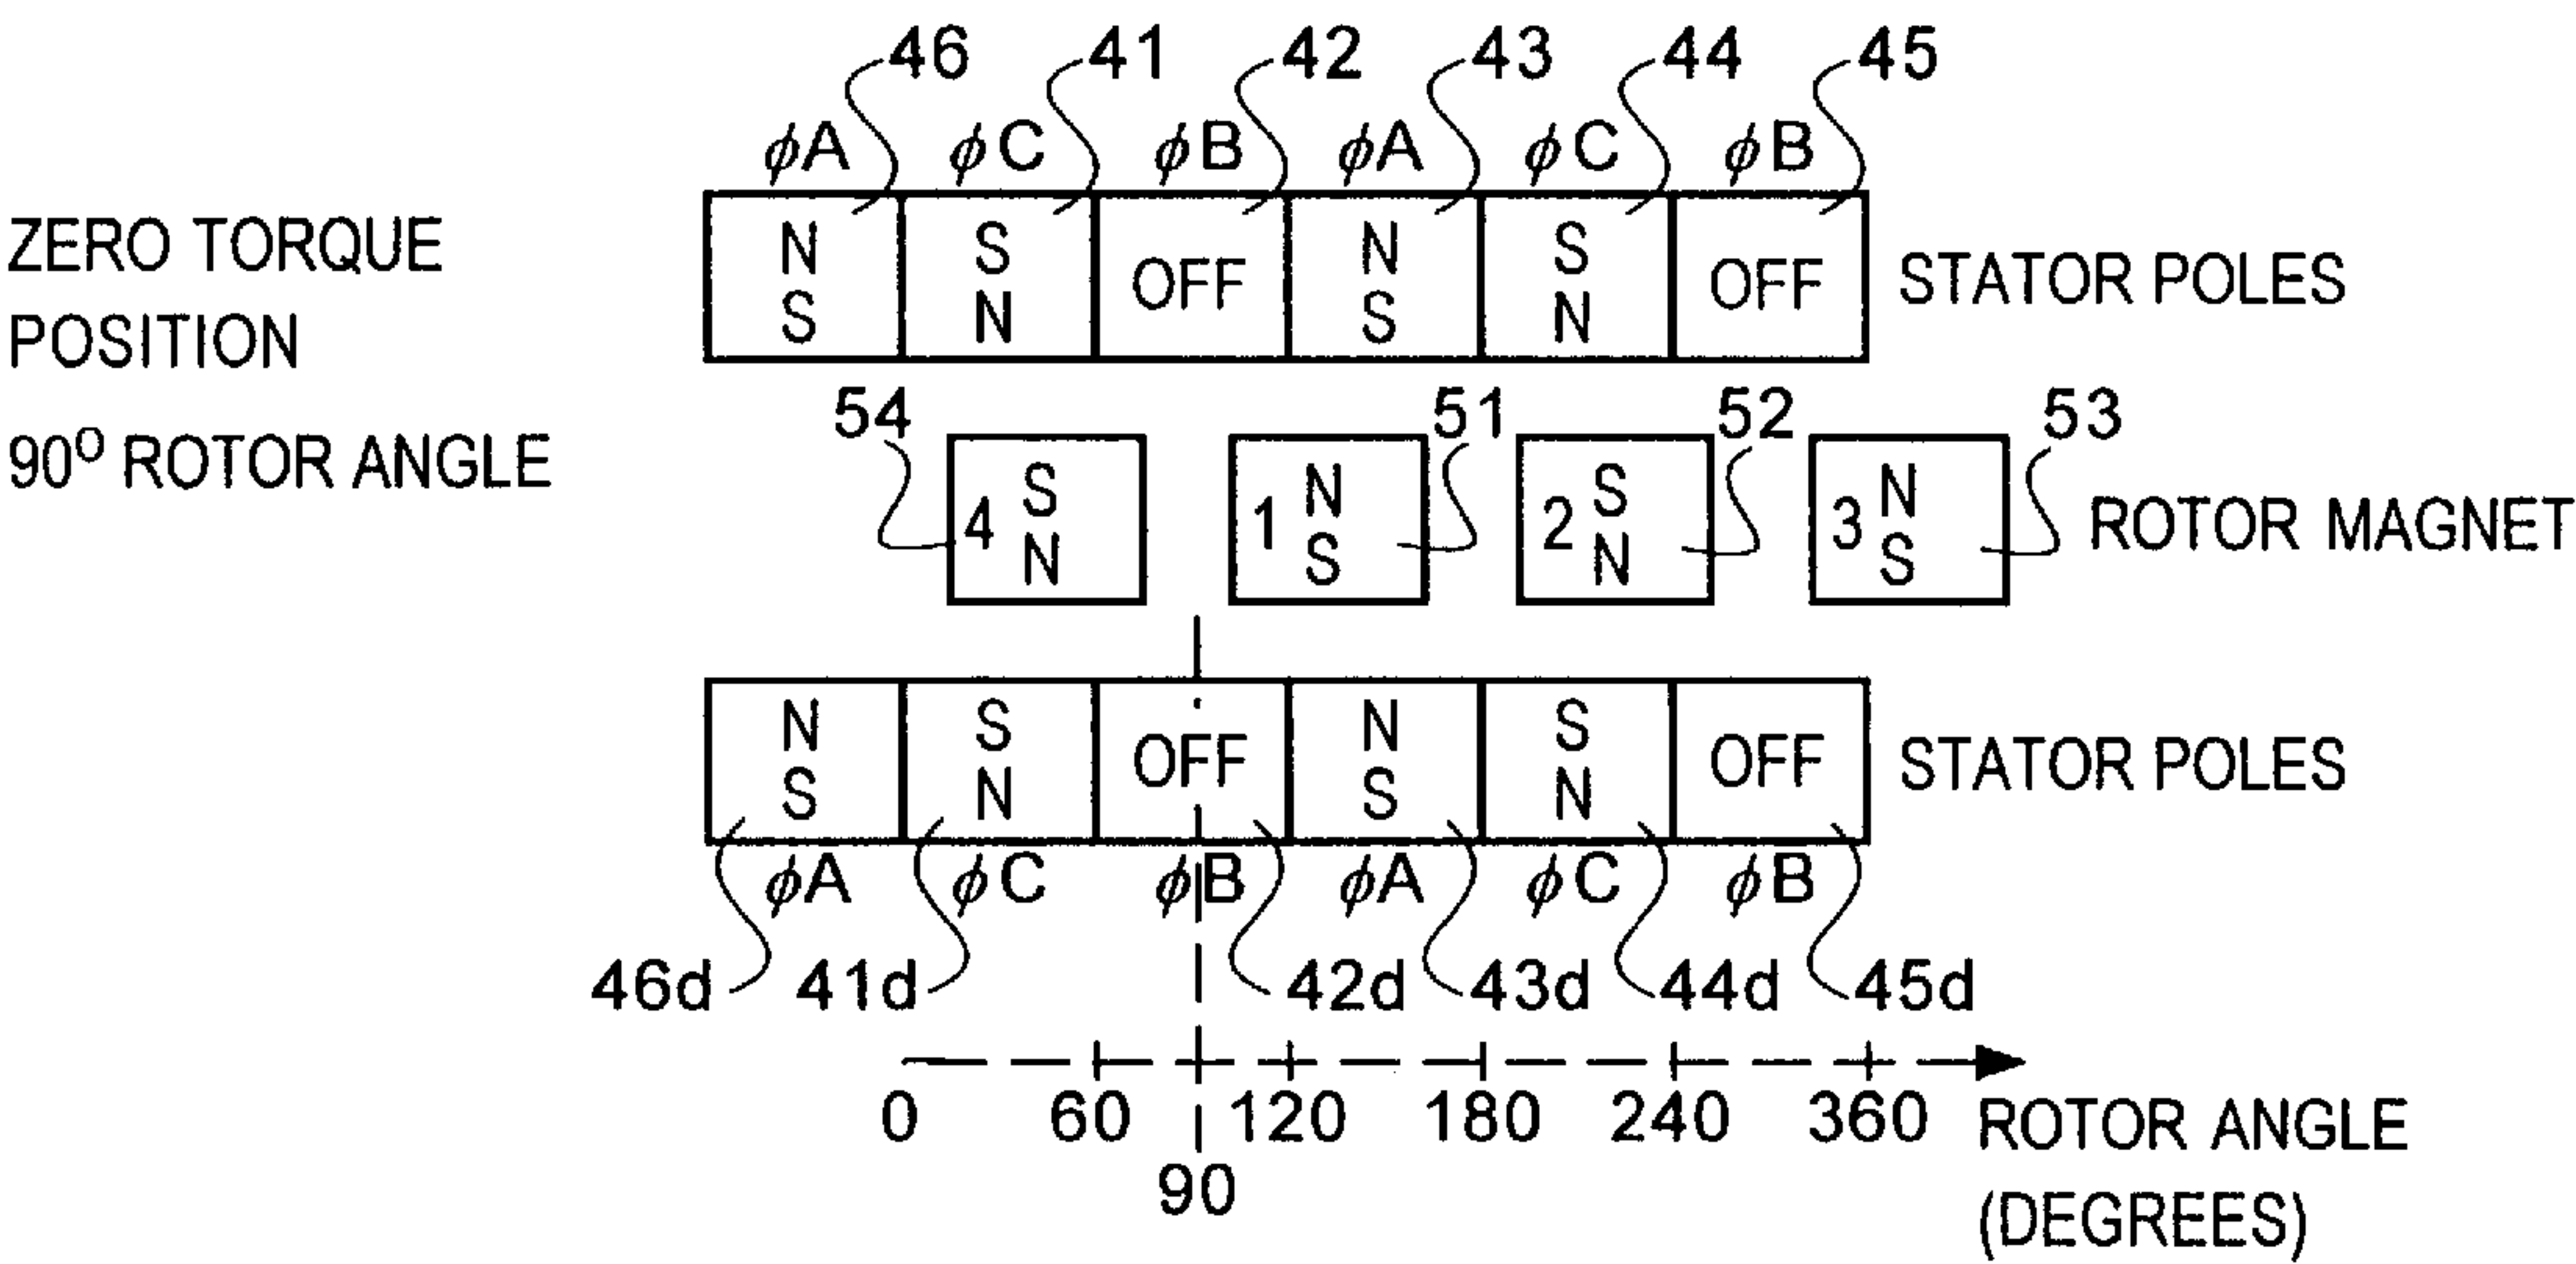 46 41 42 43 44 45
ϕA ϕC ϕB ϕA ϕC ϕB
ZERO TORQUE
POSITION
N S OFF N S OFF
S N S N
STATOR POLES
90⁰ ROTOR ANGLE
54 51 52 53
4 S 1 N 2 S 3 N
N S N S
ROTOR MAGNET
N S OFF N S OFF
S N S N
STATOR POLES
ϕA ϕC ϕB ϕA ϕC ϕB
46d 41d 42d 43d 44d 45d
0 60 120 180 240 360
90
ROTOR ANGLE
(DEGREES)